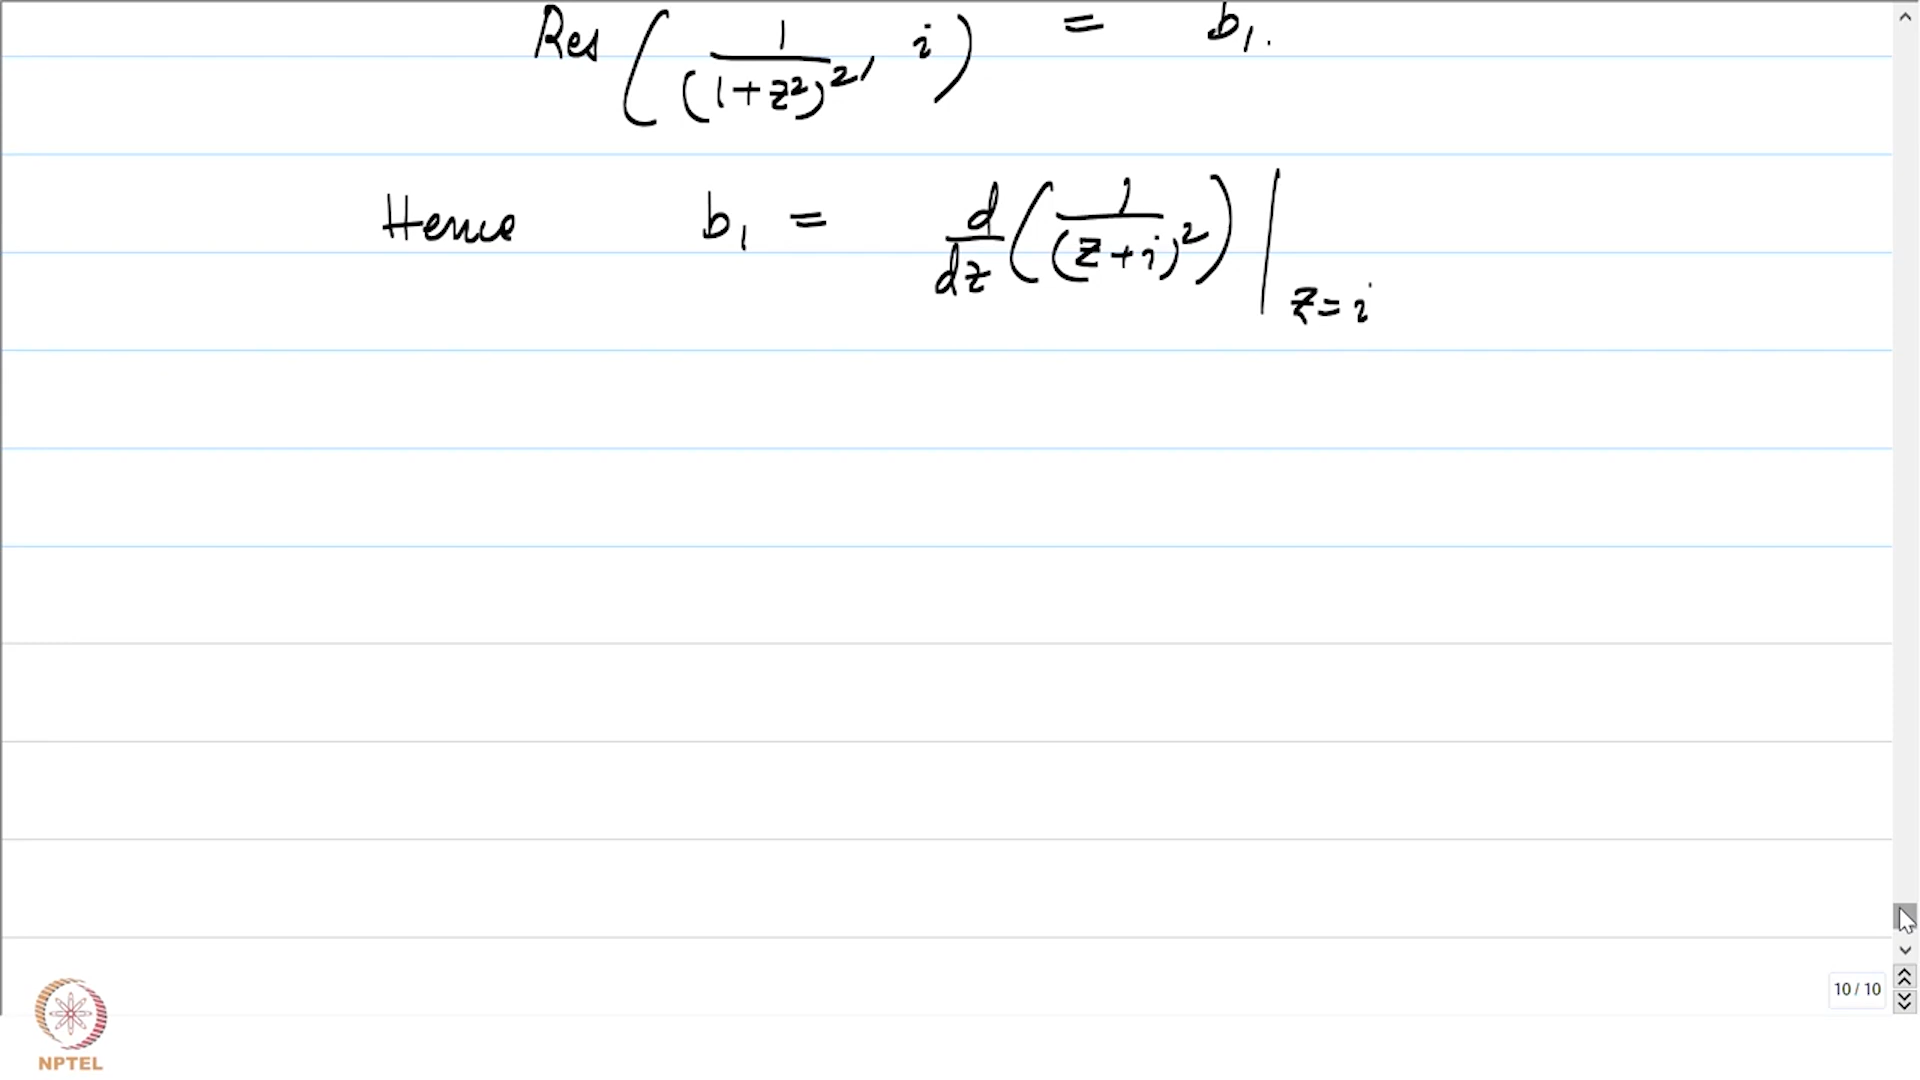 Res ( 1 / (1+z²)² , i ) = b₁.
Hence b₁ = d/dz ( 1 / (z+i)² ) | z=i
10 / 10
NPTEL